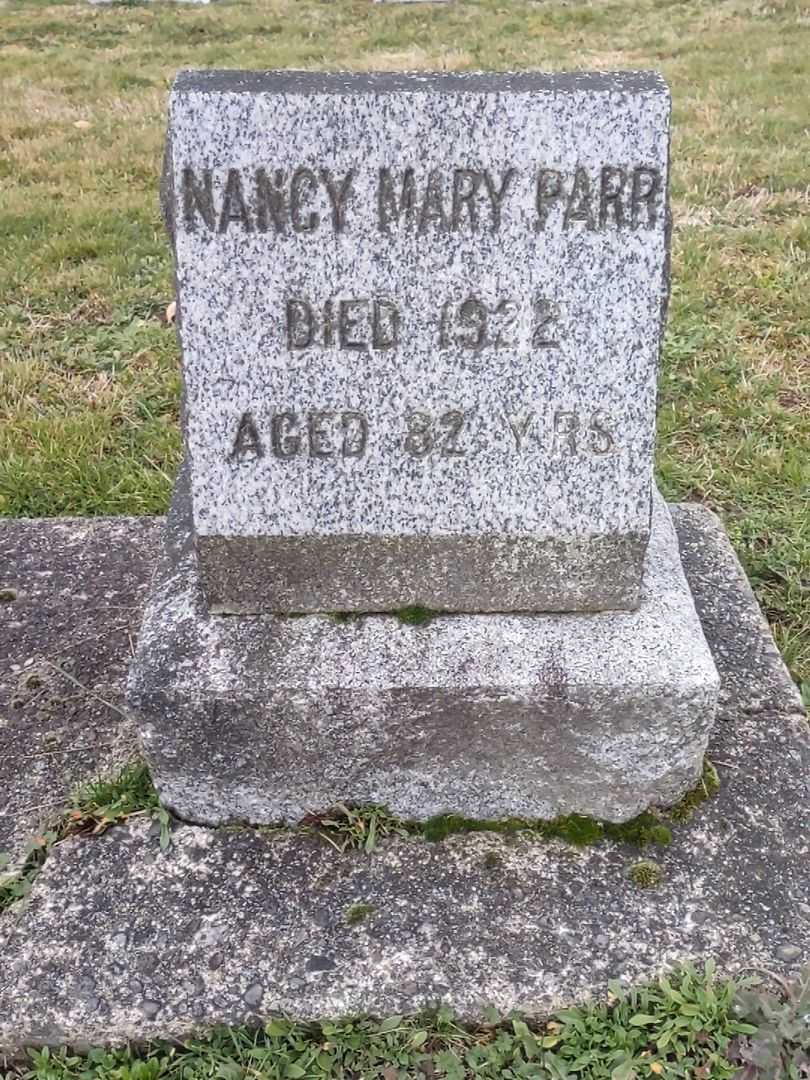 NANCY MARY PARR
DIED 1922
AGED 82 YRS